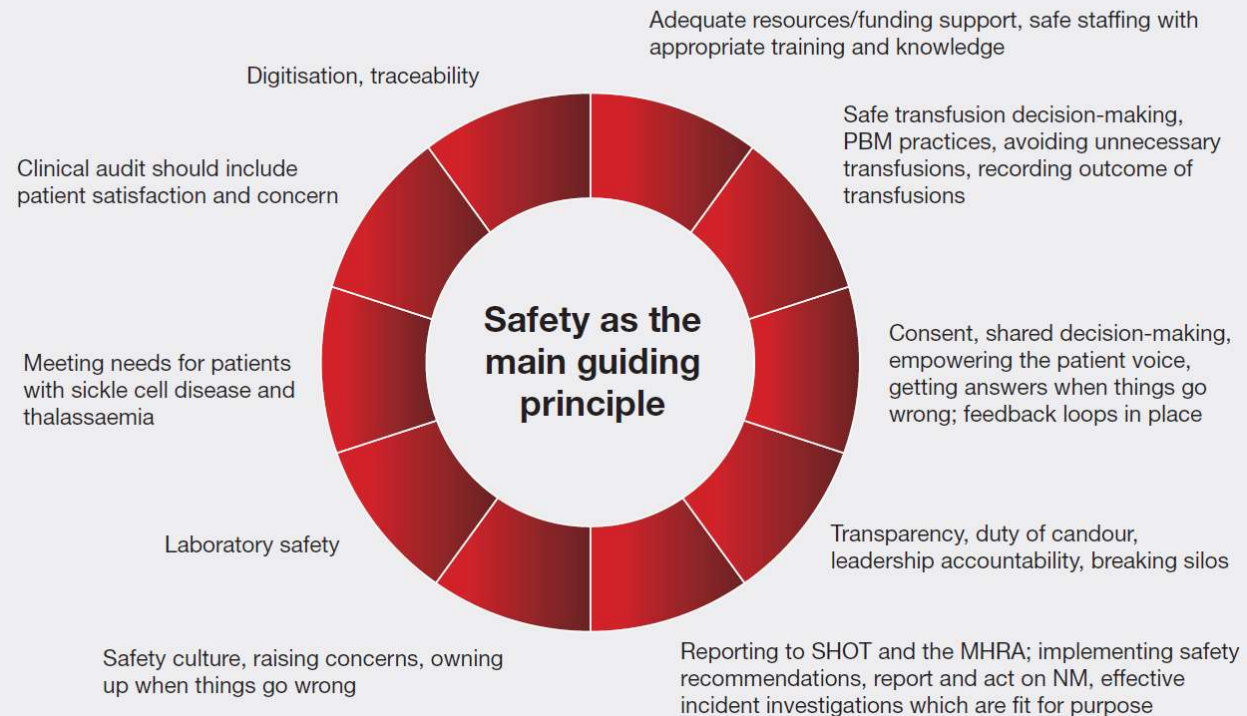 Adequate resources/funding support, safe staffing with
appropriate training and knowledge
Safe transfusion decision-making,
PBM practices, avoiding unnecessary
transfusions, recording outcome of
transfusions
Consent, shared decision-making,
empowering the patient voice,
getting answers when things go
wrong; feedback loops in place
Transparency, duty of candour,
leadership accountability, breaking silos
Reporting to SHOT and the MHRA; implementing safety
recommendations, report and act on NM, effective
incident investigations which are fit for purpose
Safety culture, raising concerns, owning
up when things go wrong
Laboratory safety
Meeting needs for patients
with sickle cell disease and
thalassaemia
Clinical audit should include
patient satisfaction and concern
Digitisation, traceability
Safety as the
main guiding
principle